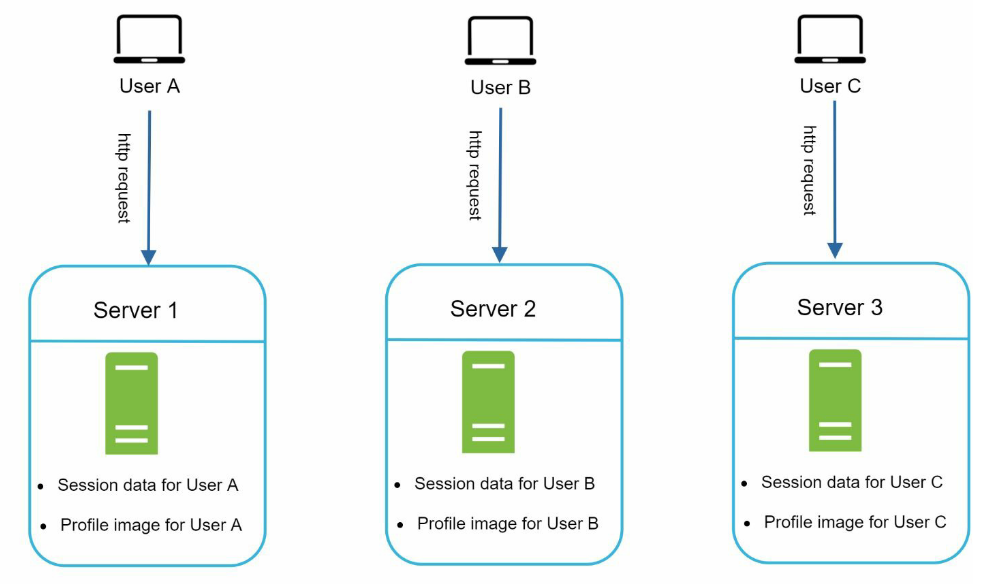 User A
User B
User C
http request
http request
http request
Server 1
Server 2
Server 3
• Session data for User A
• Profile image for User A
• Session data for User B
• Profile image for User B
• Session data for User C
• Profile image for User C